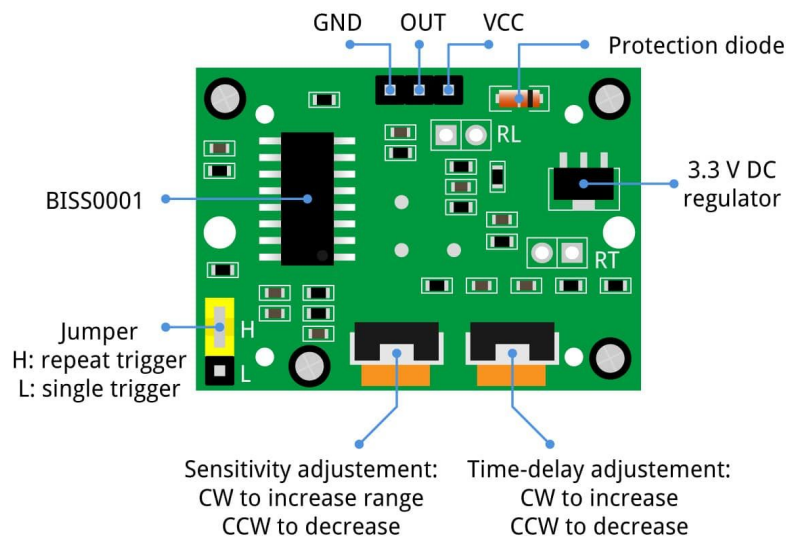 GND OUT VCC
Protection diode
RL
BISS0001
3.3 V DC
regulator
RT
Jumper
H: repeat trigger
L: single trigger
H
L
Sensitivity adjustement:
CW to increase range
CCW to decrease
Time-delay adjustement:
CW to increase
CCW to decrease